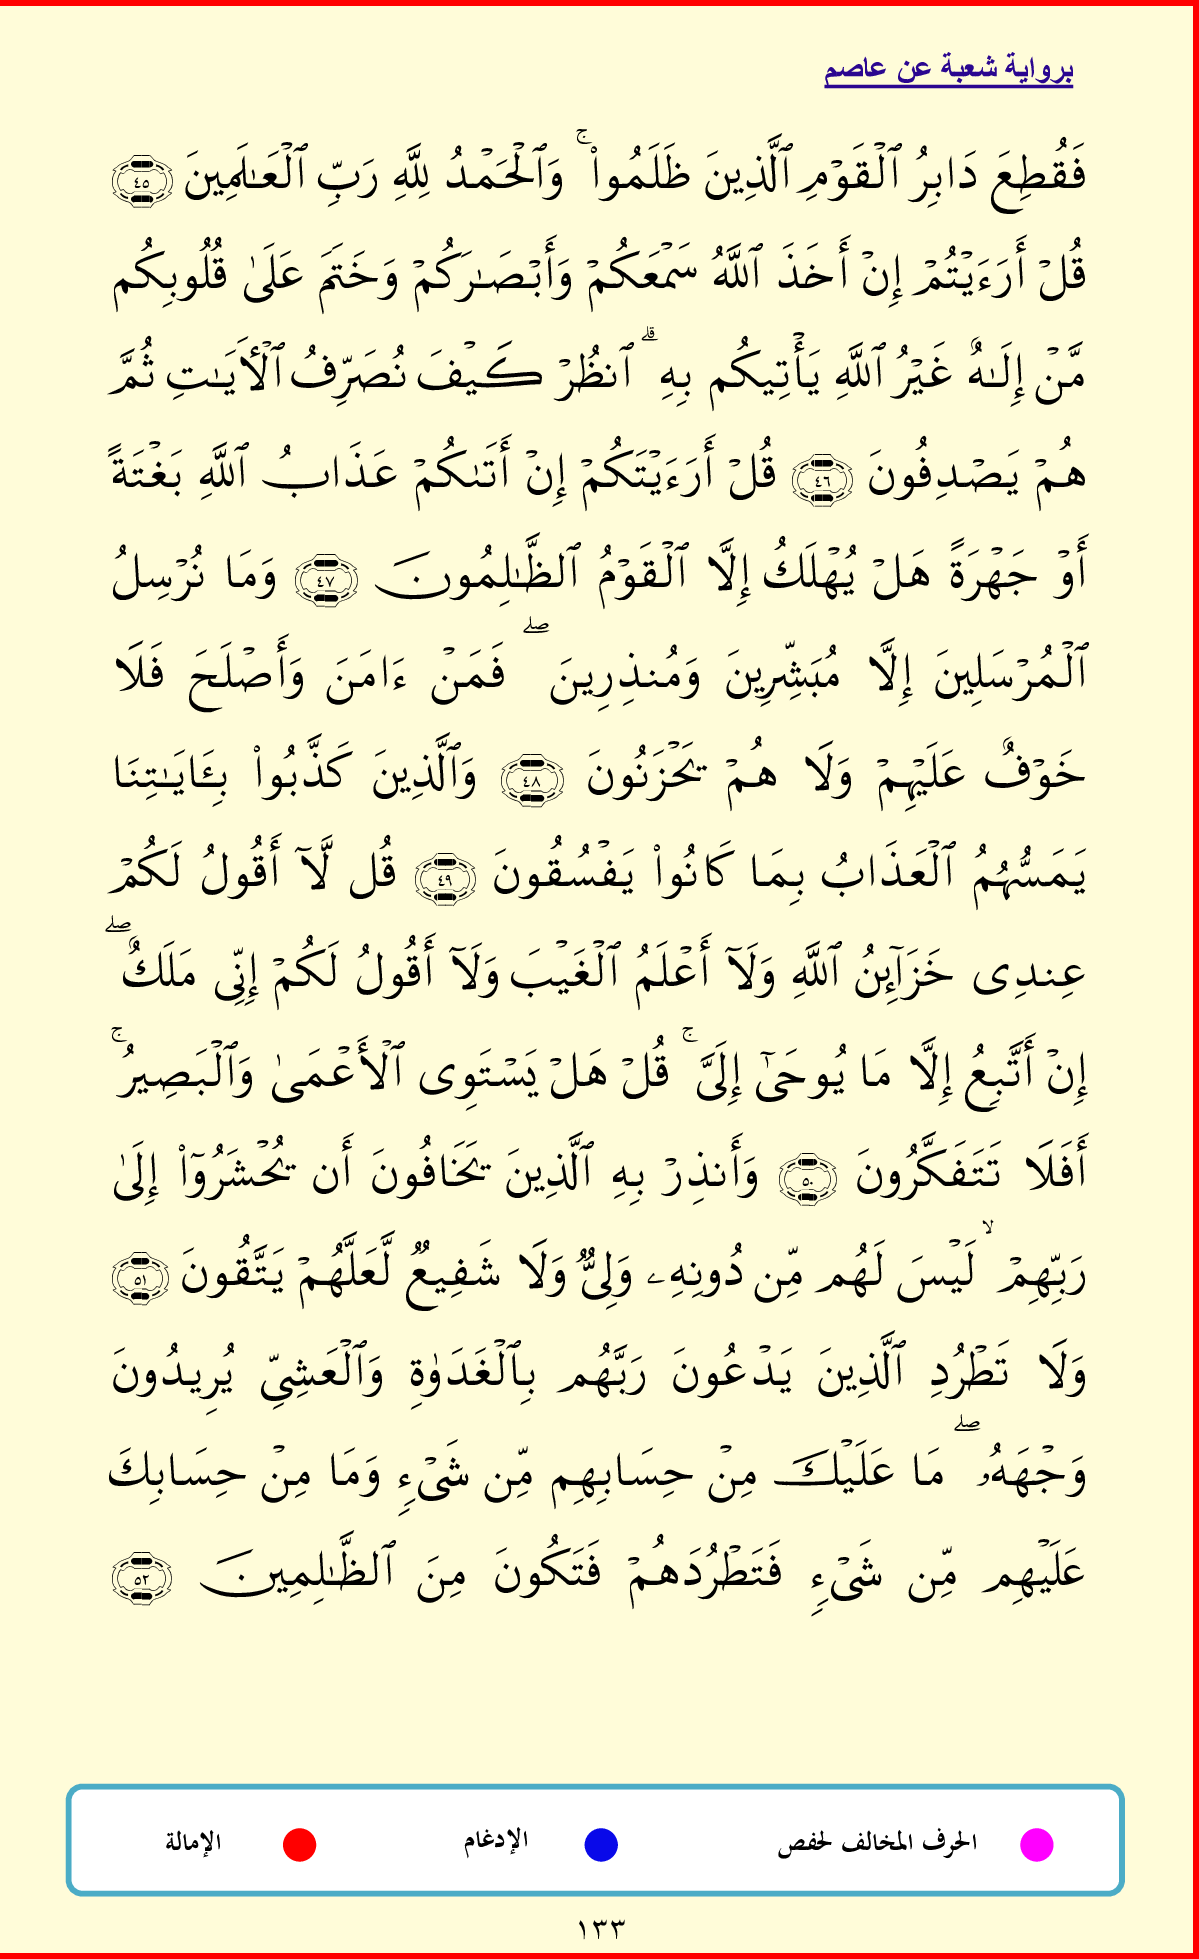 برواية شعبة عن عاصم
فَقُطِعَ دَابِرُ ٱلْقَوْمِ ٱلَّذِينَ ظَلَمُوا۟ ۚ وَٱلْحَمْدُ لِلَّهِ رَبِّ ٱلْعَـٰلَمِينَ ٤٥
قُلْ أَرَءَيْتُمْ إِنْ أَخَذَ ٱللَّهُ سَمْعَكُمْ وَأَبْصَـٰرَكُمْ وَخَتَمَ عَلَىٰ قُلُوبِكُم
مَّنْ إِلَـٰهٌ غَيْرُ ٱللَّهِ يَأْتِيكُم بِهِ ۗ ٱنظُرْ كَيْفَ نُصَرِّفُ ٱلْـَٔايَـٰتِ ثُمَّ
هُمْ يَصْدِفُونَ ٤٦ قُلْ أَرَءَيْتَكُمْ إِنْ أَتَىٰكُمْ عَذَابُ ٱللَّهِ بَغْتَةً
أَوْ جَهْرَةً هَلْ يُهْلَكُ إِلَّا ٱلْقَوْمُ ٱلظَّـٰلِمُونَ ٤٧ وَمَا نُرْسِلُ
ٱلْمُرْسَلِينَ إِلَّا مُبَشِّرِينَ وَمُنذِرِينَ ۖ فَمَنْ ءَامَنَ وَأَصْلَحَ فَلَا
خَوْفٌ عَلَيْهِمْ وَلَا هُمْ يَحْزَنُونَ ٤٨ وَٱلَّذِينَ كَذَّبُوا۟ بِـَٔايَـٰتِنَا
يَمَسُّهُمُ ٱلْعَذَابُ بِمَا كَانُوا۟ يَفْسُقُونَ ٤٩ قُل لَّآ أَقُولُ لَكُمْ
عِندِى خَزَآئِنُ ٱللَّهِ وَلَآ أَعْلَمُ ٱلْغَيْبَ وَلَآ أَقُولُ لَكُمْ إِنِّى مَلَكٌ ۖ
إِنْ أَتَّبِعُ إِلَّا مَا يُوحَىٰٓ إِلَىَّ ۚ قُلْ هَلْ يَسْتَوِى ٱلْأَعْمَىٰ وَٱلْبَصِيرُ ۚ
أَفَلَا تَتَفَكَّرُونَ ٥٠ وَأَنذِرْ بِهِ ٱلَّذِينَ يَخَافُونَ أَن يُحْشَرُوٓا۟ إِلَىٰ
رَبِّهِمْ ۙ لَيْسَ لَهُم مِّن دُونِهِۦ وَلِىٌّ وَلَا شَفِيعٌ لَّعَلَّهُمْ يَتَّقُونَ ٥١
وَلَا تَطْرُدِ ٱلَّذِينَ يَدْعُونَ رَبَّهُم بِٱلْغَدَوٰةِ وَٱلْعَشِىِّ يُرِيدُونَ
وَجْهَهُۥ ۖ مَا عَلَيْكَ مِنْ حِسَابِهِم مِّن شَىْءٍ وَمَا مِنْ حِسَابِكَ
عَلَيْهِم مِّن شَىْءٍ فَتَطْرُدَهُمْ فَتَكُونَ مِنَ ٱلظَّـٰلِمِينَ ٥٢
الحرف المخالف لحفص الإدغام الإمالة
١٣٣